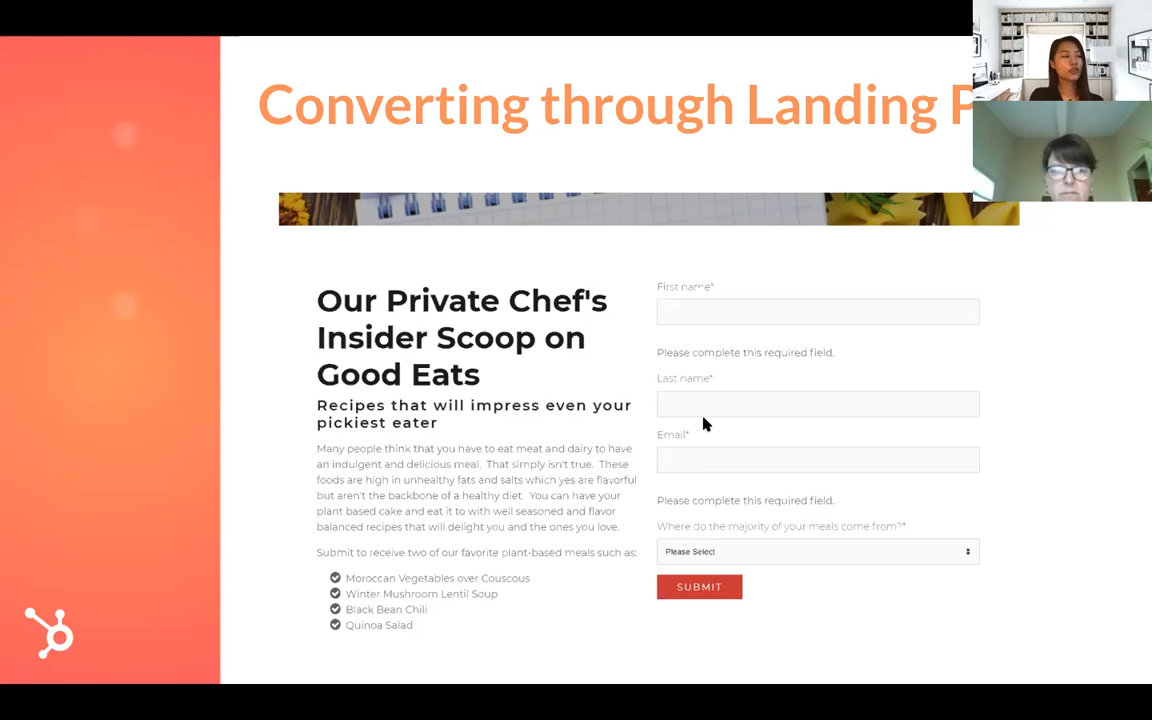 Converting through Landing P
Our Private Chef's
Insider Scoop on
Good Eats
Recipes that will impress even your
pickiest eater
Many people think that you have to eat meat and dairy to have
an indulgent and delicious meal. That simply isn't true. These
foods are high in unhealthy fats and salts which yes are flavorful
but aren't the backbone of a healthy diet. You can have your
plant based cake and eat it to with well seasoned and flavor
balanced recipes that will delight you and the ones you love.
Submit to receive two of our favorite plant-based meals such as:
Moroccan Vegetables over Couscous
Winter Mushroom Lentil Soup
Black Bean Chili
Quinoa Salad
First name*
Please complete this required field.
Last name*
Email*
Please complete this required field.
Where do the majority of your meals come from?*
Please Select
SUBMIT